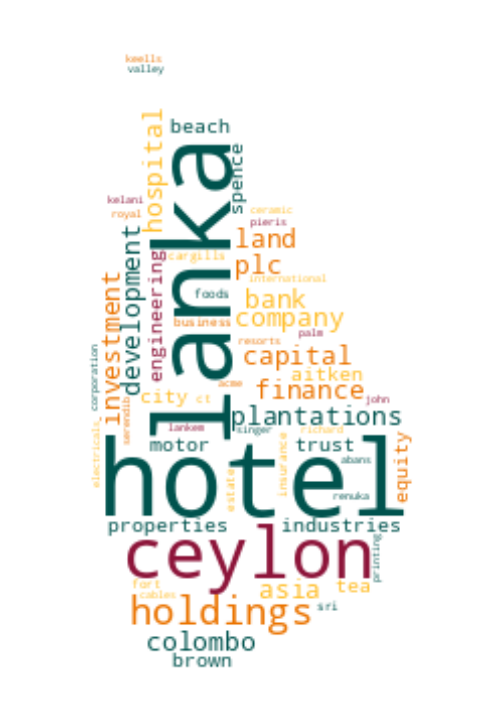 keells
valley
hospital
beach
lanka
spence
kelani
royal
ceramic
pieris
development
land
engineering
cargills
plc
international
investment
foods
bank
business
company
palm
resorts
corporation
capital
acme
aitken
finance
city
ct
john
serendib
plantations
electricals
lankem
singer
richard
motor
trust
equity
hotel
insurance
abans
estate
renuka
properties
industries
ceylon
printing
fort
cables
asia
tea
holdings
sri
colombo
brown